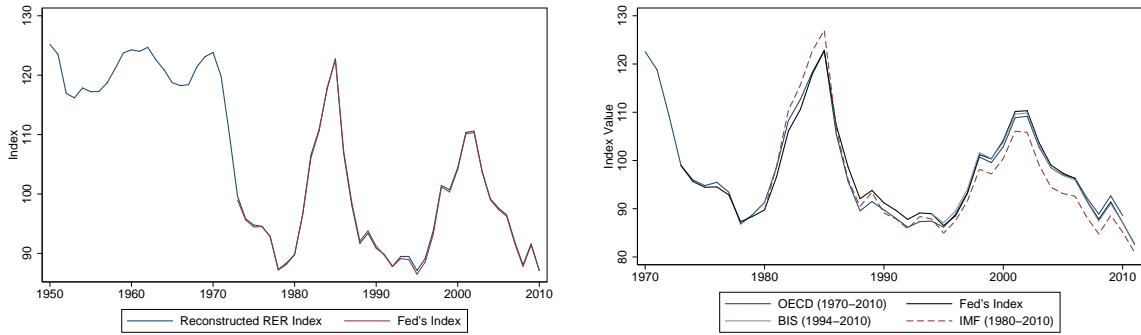 130
120
110
100
90
Index
1950
1960
1970
1980
1990
2000
2010
Reconstructed RER Index
Fed's Index
130
120
110
100
90
80
Index Value
1970
1980
1990
2000
2010
OECD (1970−2010)
Fed's Index
BIS (1994−2010)
IMF (1980−2010)